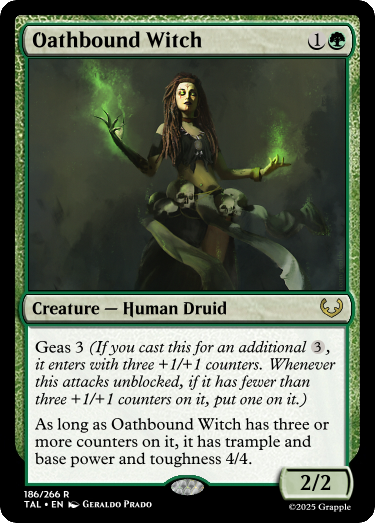 Oathbound Witch 1
Creature — Human Druid
Geas 3 (If you cast this for an additional 3,
it enters with three +1/+1 counters. Whenever
this attacks unblocked, if it has fewer than
three +1/+1 counters on it, put one on it.)
As long as Oathbound Witch has three or
more counters on it, it has trample and
base power and toughness 4/4.
2/2
186/266 R
TAL • EN Geraldo Prado
©2025 Grapple